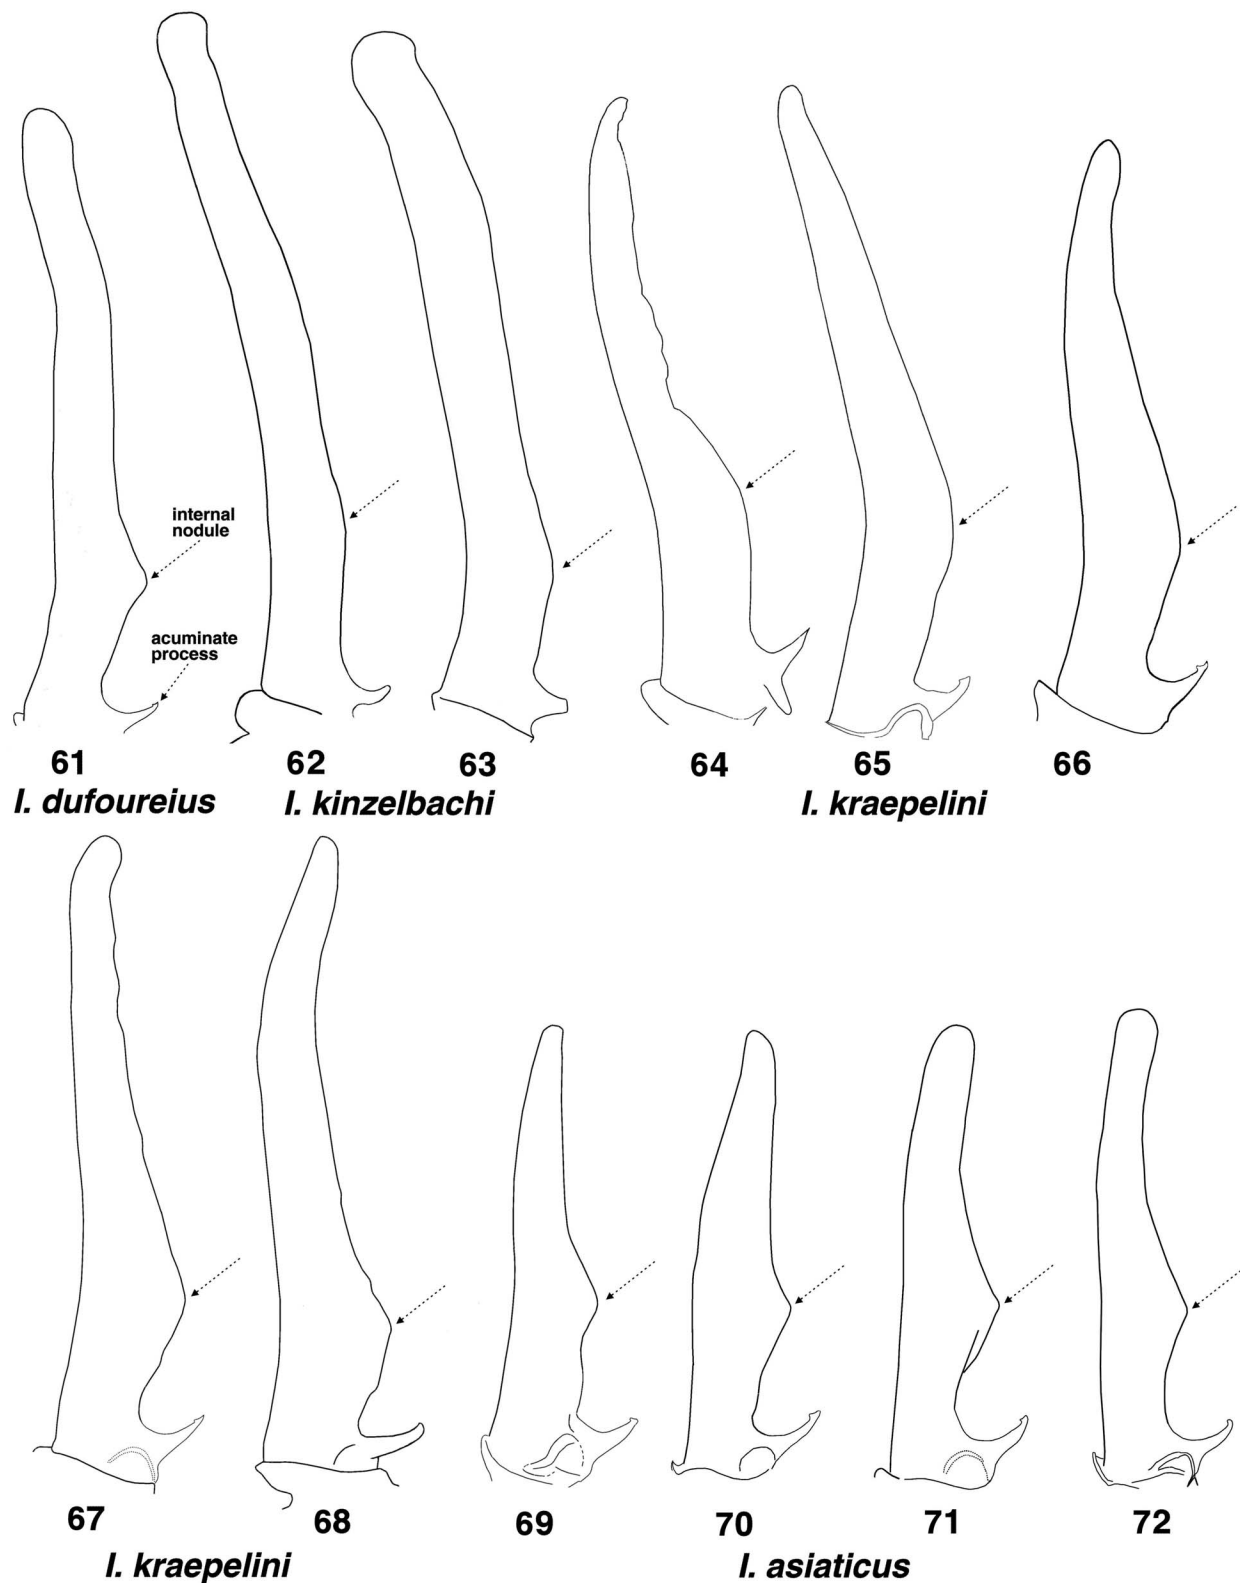 internal
nodule
acuminate
process
61 62 63 64 65 66
I. dufoureius I. kinzelbachi I. kraepelini
67 68 69 70 71 72
I. kraepelini I. asiaticus